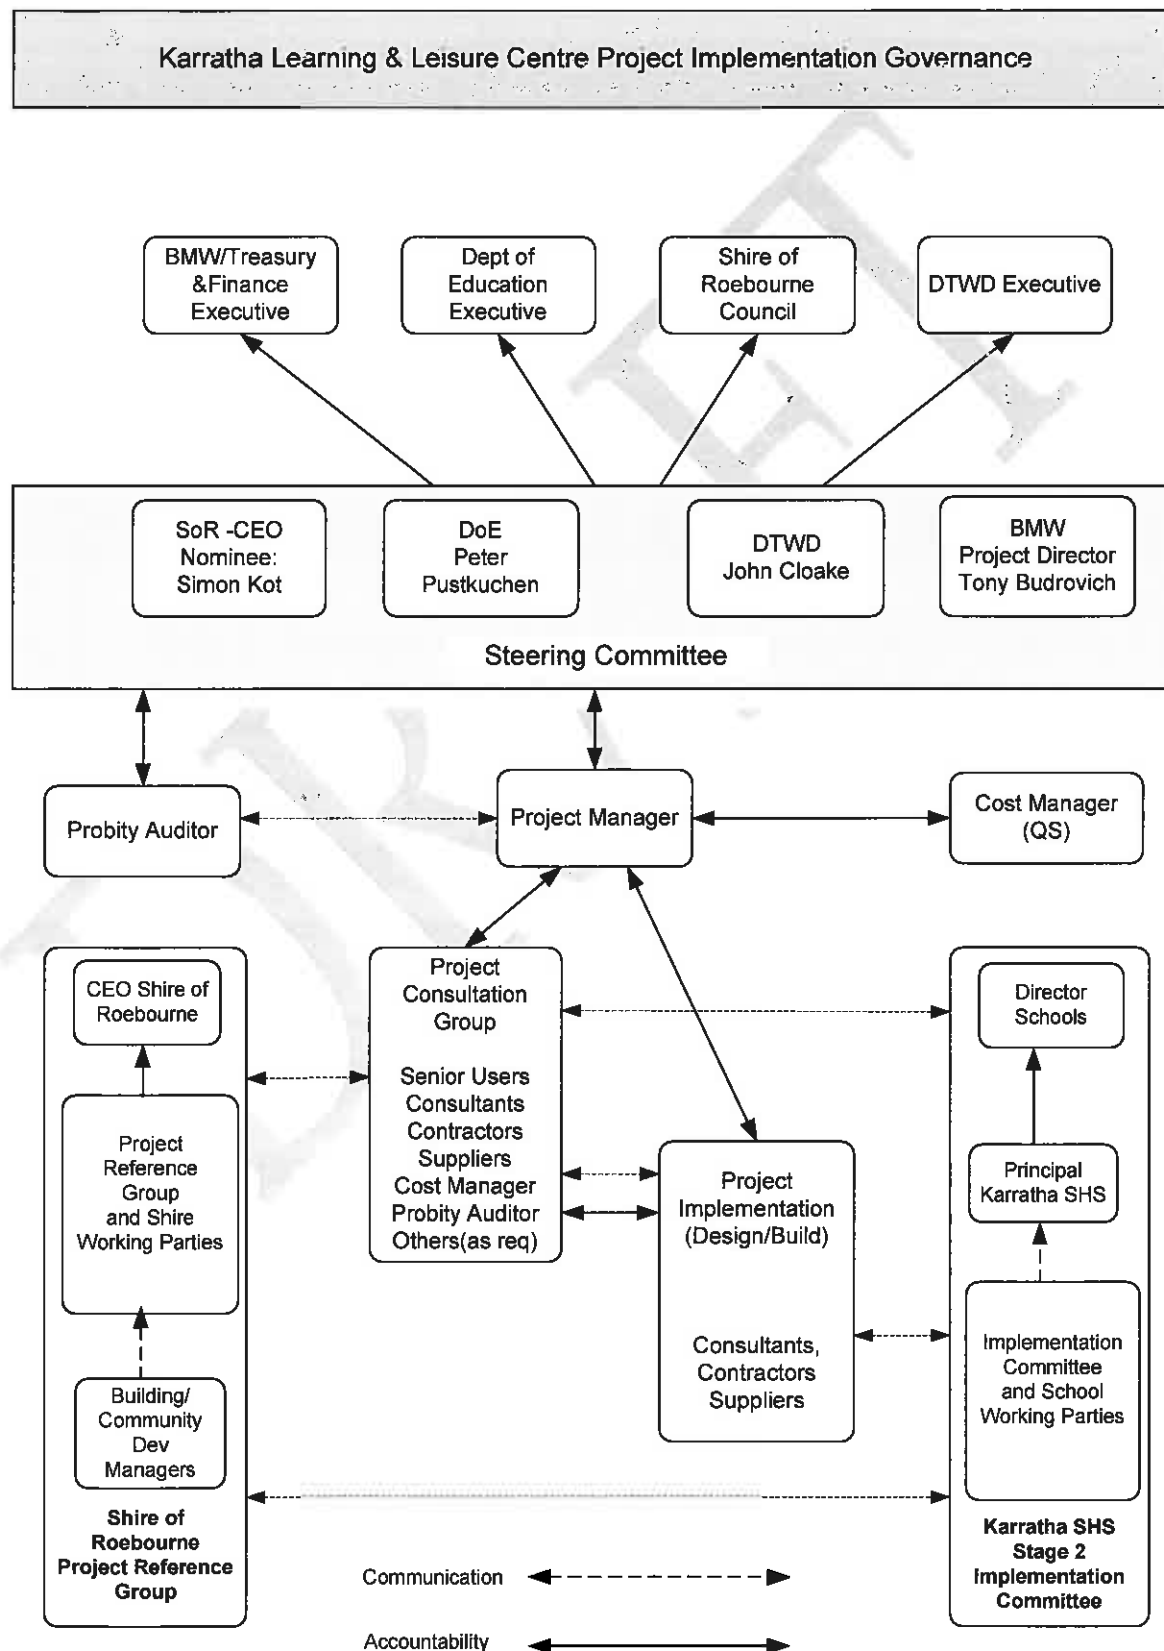 Karratha Learning & Leisure Centre Project Implementation Governance
BMW/Treasury
&Finance
Executive
Dept of
Education
Executive
Shire of
Roebourne
Council
DTWD Executive
SoR -CEO
Nominee:
Simon Kot
DoE
Peter
Pustkuchen
DTWD
John Cloake
BMW
Project Director
Tony Budrovich
Steering Committee
Probity Auditor
Project Manager
Cost Manager
(QS)
CEO Shire of
Roebourne
Project
Reference
Group
and Shire
Working Parties
Building/
Community
Dev
Managers
Shire of
Roebourne
Project Reference
Group
Project
Consultation
Group
Senior Users
Consultants
Contractors
Suppliers
Cost Manager
Probity Auditor
Others(as req)
Project
Implementation
(Design/Build)
Consultants,
Contractors
Suppliers
Director
Schools
Principal
Karratha SHS
Implementation
Committee
and School
Working Parties
Karratha SHS
Stage 2
Implementation
Committee
Communication
Accountability
DRAFT